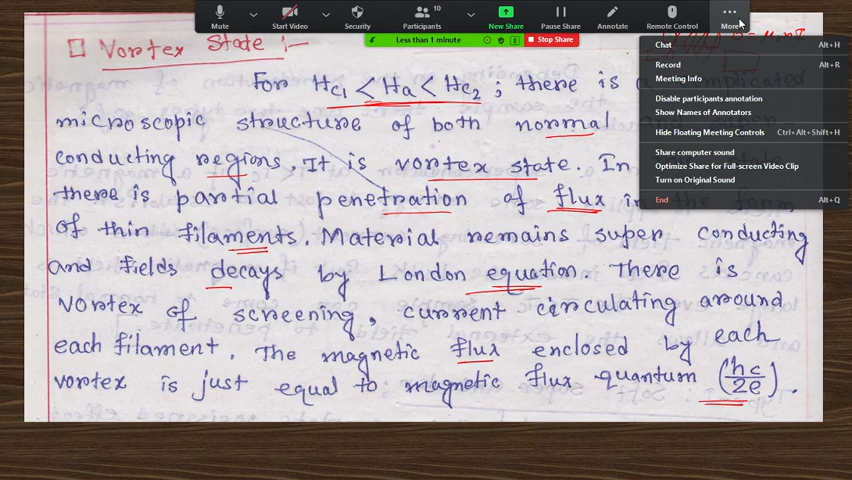 Mute
Start Video
Security
10
Participants
New Share
Pause Share
Annotate
Remote Control
More
Less than 1 minute
Stop Share
Chat Alt+H
Record Alt+R
Meeting Info
Disable participants annotation
Show Names of Annotators
Hide Floating Meeting Controls Ctrl+Alt+Shift+H
Share computer sound
Optimize Share for Full-screen Video Clip
Turn on Original Sound
End Alt+Q
Vortex State :-
For Hc1 < Ha < Hc2 ; there is a complicated
microscopic structure of both normal
conducting regions. It is vortex state. In
there is partial penetration of flux in the form
of thin filaments. Material remains super conducting
and fields decays by London equation. There is
vortex of screening, current circulating around
each filament. The magnetic flux enclosed by each
vortex is just equal to magnetic flux quantum (hc/2e).